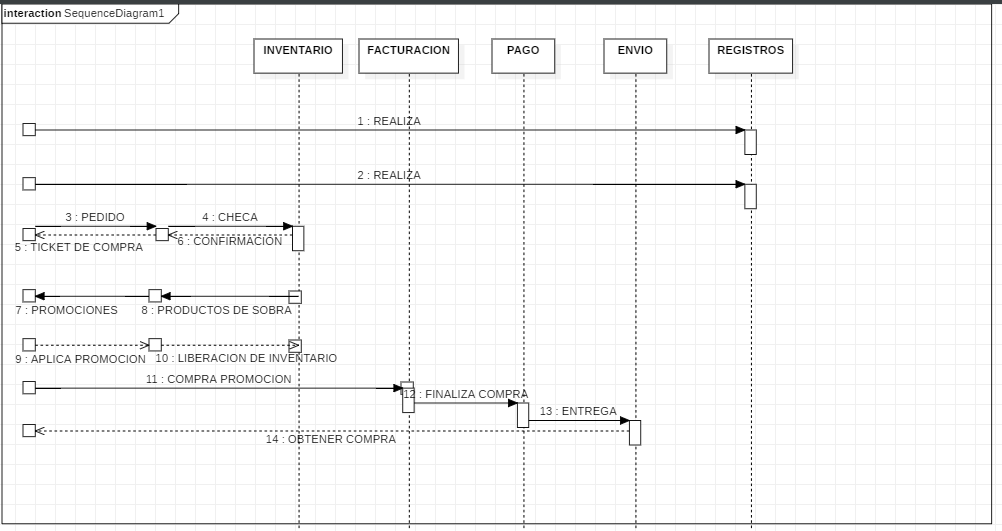 interaction SequenceDiagram1
INVENTARIO
FACTURACION
PAGO
ENVIO
REGISTROS
1 : REALIZA
2 : REALIZA
3 : PEDIDO
4 : CHECA
5 : TICKET DE COMPRA
6 : CONFIRMACION
7 : PROMOCIONES
8 : PRODUCTOS DE SOBRA
9 : APLICA PROMOCION
10 : LIBERACION DE INVENTARIO
11 : COMPRA PROMOCION
12 : FINALIZA COMPRA
13 : ENTREGA
14 : OBTENER COMPRA